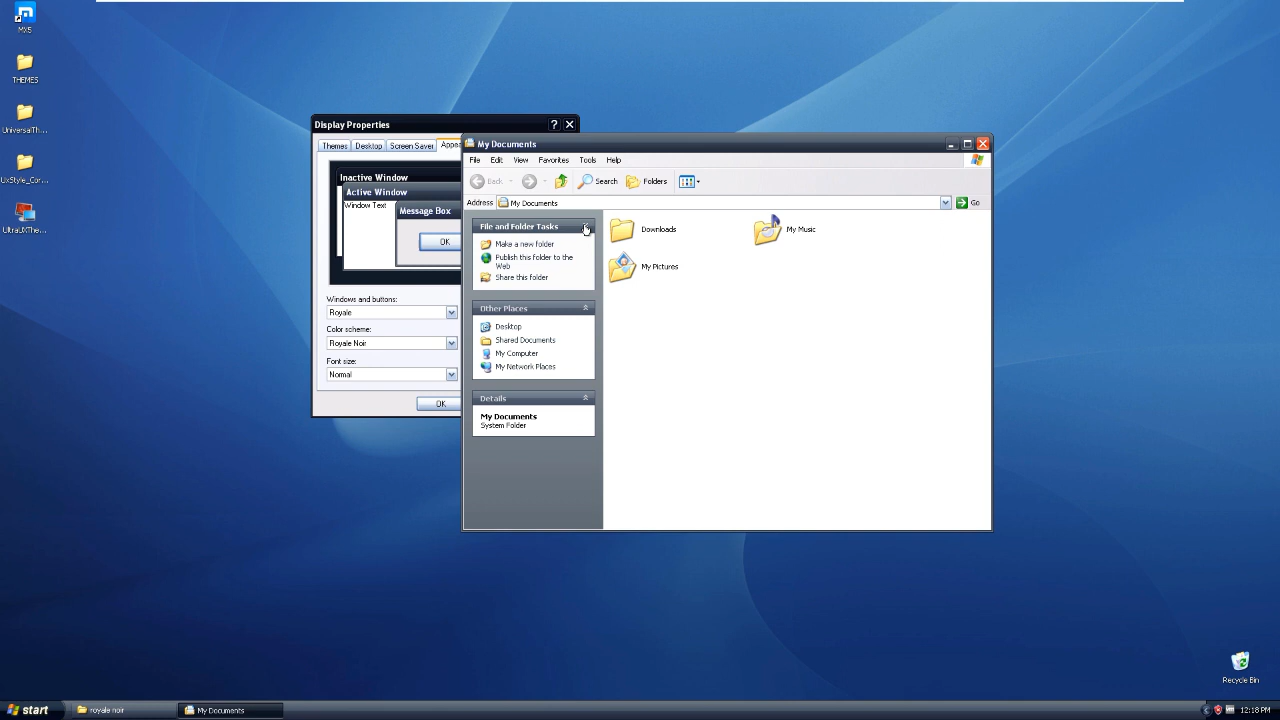 MX5
THEMES
UniversalTh...
UxStyle_Cor...
UltraUXThe...
Display Properties
Themes
Desktop
Screen Saver
Appea
Inactive Window
Active Window
Window Text
Message Box
OK
Windows and buttons:
Royale
Color scheme:
Royale Noir
Font size:
Normal
OK
My Documents
File Edit View Favorites Tools Help
Back Search Folders
Address My Documents Go
File and Folder Tasks
Make a new folder
Publish this folder to the
Web
Share this folder
Other Places
Desktop
Shared Documents
My Computer
My Network Places
Details
My Documents
System Folder
Downloads
My Music
My Pictures
Recycle Bin
start
royale noir
My Documents
12:18 PM